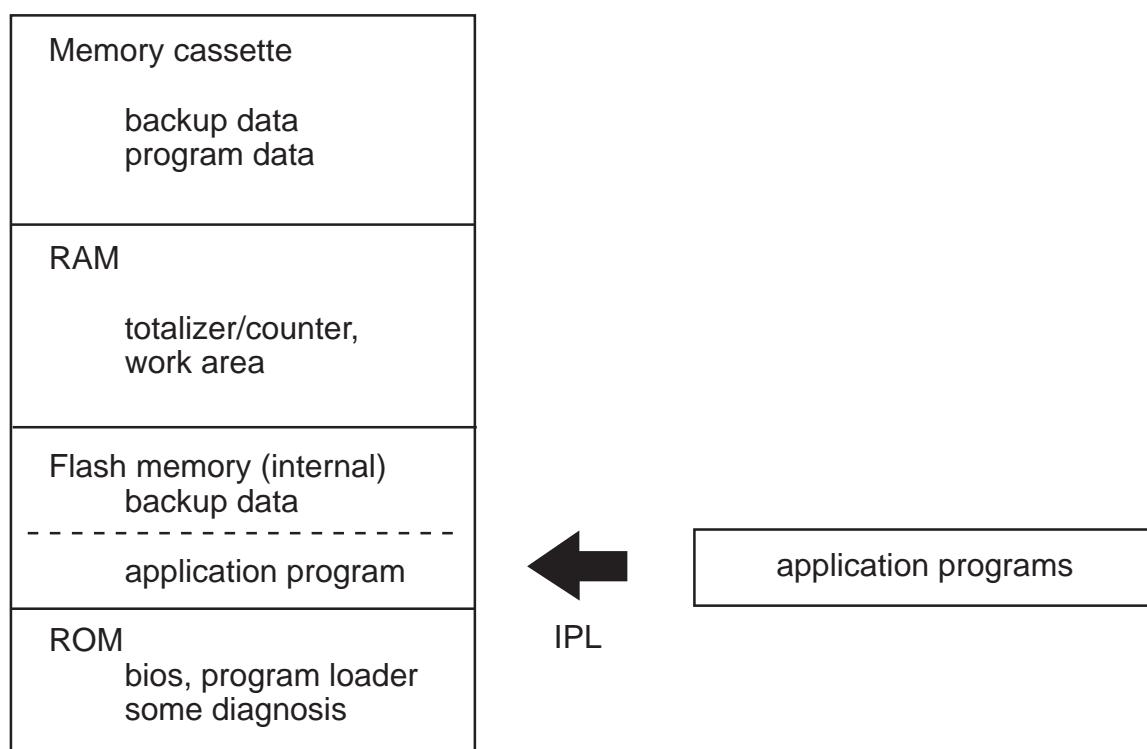 Memory cassette
backup data
program data
RAM
totalizer/counter,
work area
Flash memory (internal)
backup data
application program
application programs
IPL
ROM
bios, program loader
some diagnosis